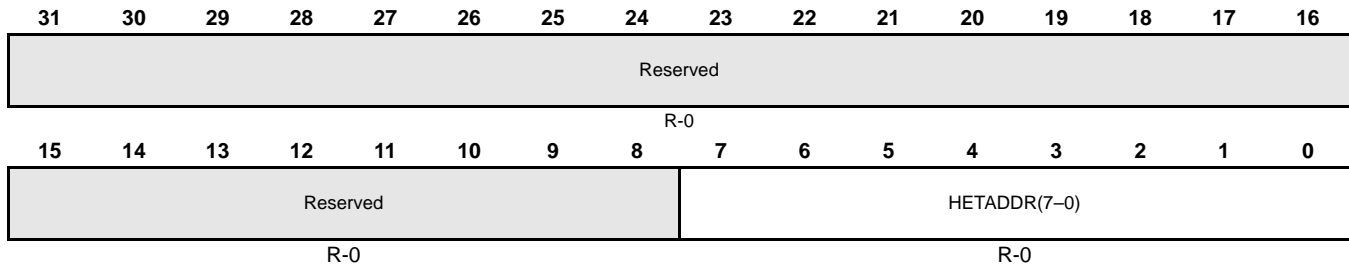 31 30 29 28 27 26 25 24 23 22 21 20 19 18 17 16
Reserved
R-0
15 14 13 12 11 10 9 8 7 6 5 4 3 2 1 0
Reserved HETADDR(7–0)
R-0 R-0